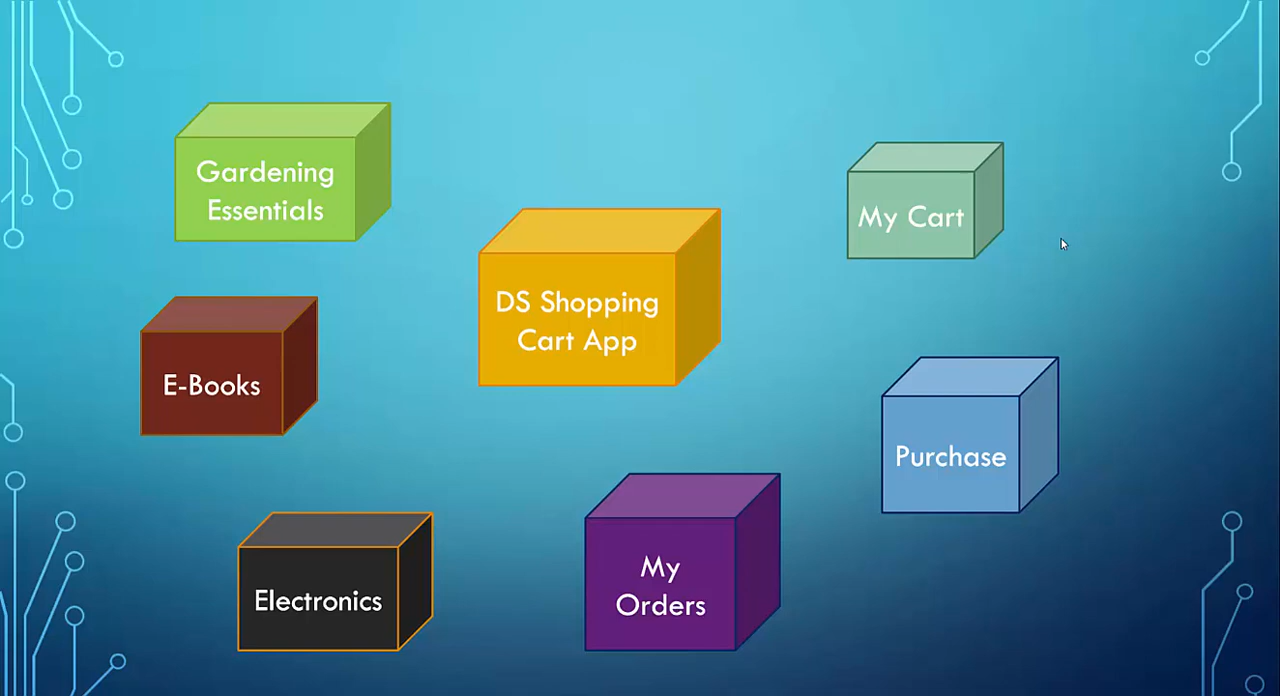 Gardening
Essentials
My Cart
DS Shopping
Cart App
E-Books
Purchase
Electronics
My
Orders